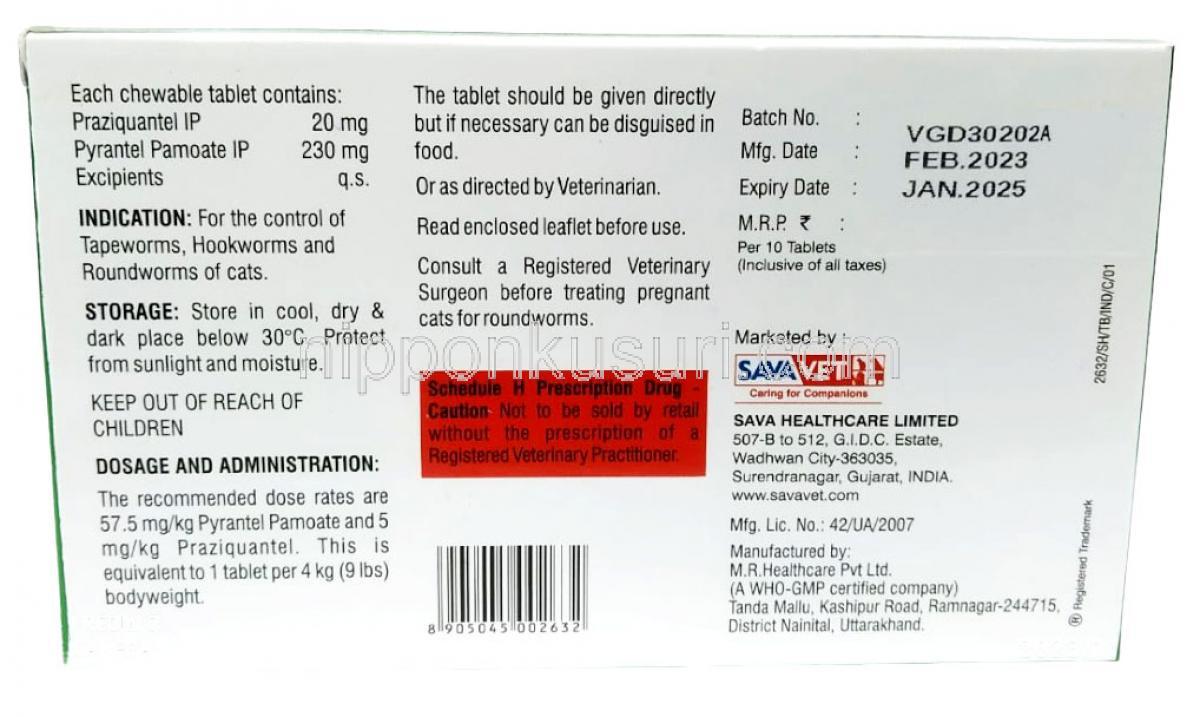 Each chewable tablet contains:
Praziquantel IP 20 mg
Pyrantel Pamoate IP 230 mg
Excipients q.s.
INDICATION: For the control of
Tapeworms, Hookworms and
Roundworms of cats.
STORAGE: Store in cool, dry &
dark place below 30°C. Protect
from sunlight and moisture.
KEEP OUT OF REACH OF
CHILDREN
DOSAGE AND ADMINISTRATION:
The recommended dose rates are
57.5 mg/kg Pyrantel Pamoate and 5
mg/kg Praziquantel. This is
equivalent to 1 tablet per 4 kg (9 lbs)
bodyweight.
The tablet should be given directly
but if necessary can be disguised in
food.
Or as directed by Veterinarian.
Read enclosed leaflet before use.
Consult a Registered Veterinary
Surgeon before treating pregnant
cats for roundworms.
Schedule H Prescription Drug -
Caution Not to be sold by retail
without the prescription of a
Registered Veterinary Practitioner.
8 905045 002632
Batch No. : VGD30202A
Mfg. Date : FEB.2023
Expiry Date : JAN.2025
M.R.P. ₹ :
Per 10 Tablets
(Inclusive of all taxes)
Marketed by :
SAVAVET
Caring for Companions
SAVA HEALTHCARE LIMITED
507-B to 512, G.I.D.C. Estate,
Wadhwan City-363035,
Surendranagar, Gujarat, INDIA.
www.savavet.com
Mfg. Lic. No.: 42/UA/2007
Manufactured by:
M.R.Healthcare Pvt Ltd.
(A WHO-GMP certified company)
Tanda Mallu, Kashipur Road, Ramnagar-244715,
District Nainital, Uttarakhand.
2632/SH/TB/IND/C/01
® Registered Trademark
nipponkusuri.com